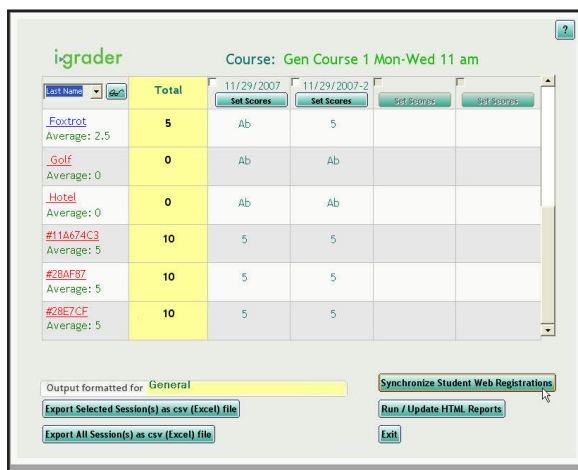 ?
i▸grader
Course: Gen Course 1 Mon-Wed 11 am
Last Name Total 11/29/2007 11/29/2007-2
Set Scores Set Scores Set Scores Set Scores
Foxtrot 5 Ab 5
Average: 2.5
Golf 0 Ab Ab
Average: 0
Hotel 0 Ab Ab
Average: 0
#11A674C3 10 5 5
Average: 5
#28AF87 10 5 5
Average: 5
#28E7CF 10 5 5
Average: 5
Output formatted for General
Synchronize Student Web Registrations
Export Selected Session(s) as csv (Excel) file
Run / Update HTML Reports
Export All Session(s) as csv (Excel) file
Exit